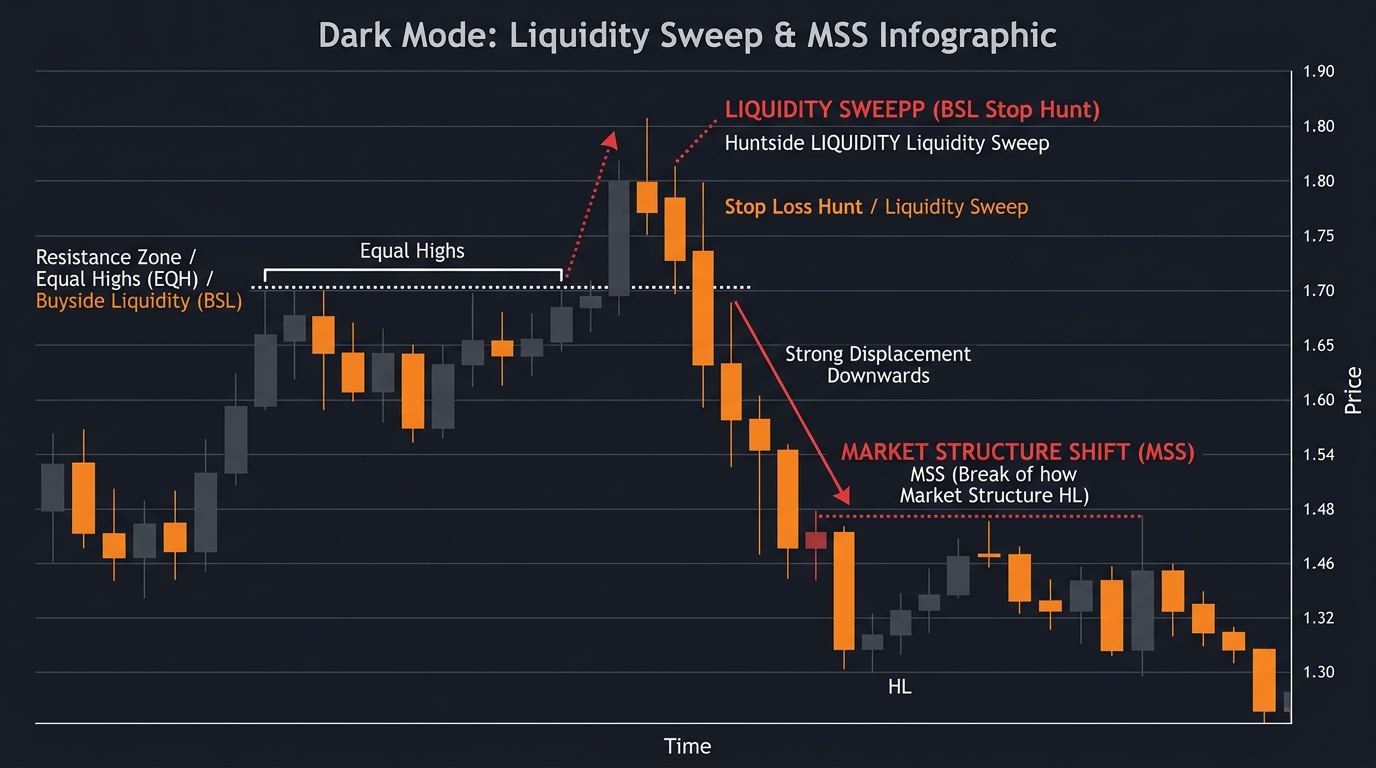 Dark Mode: Liquidity Sweep & MSS Infographic
LIQUIDITY SWEEPP (BSL Stop Hunt)
Huntside LIQUIDITY Liquidity Sweep
Stop Loss Hunt / Liquidity Sweep
Equal Highs
Resistance Zone /
Equal Highs (EQH) /
Buyside Liquidity (BSL)
Strong Displacement
Downwards
MARKET STRUCTURE SHIFT (MSS)
MSS (Break of how
Market Structure HL)
HL
1.90
1.80
1.80
1.75
1.70
1.65
1.60
1.54
1.48
1.46
1.32
1.30
Price
Time